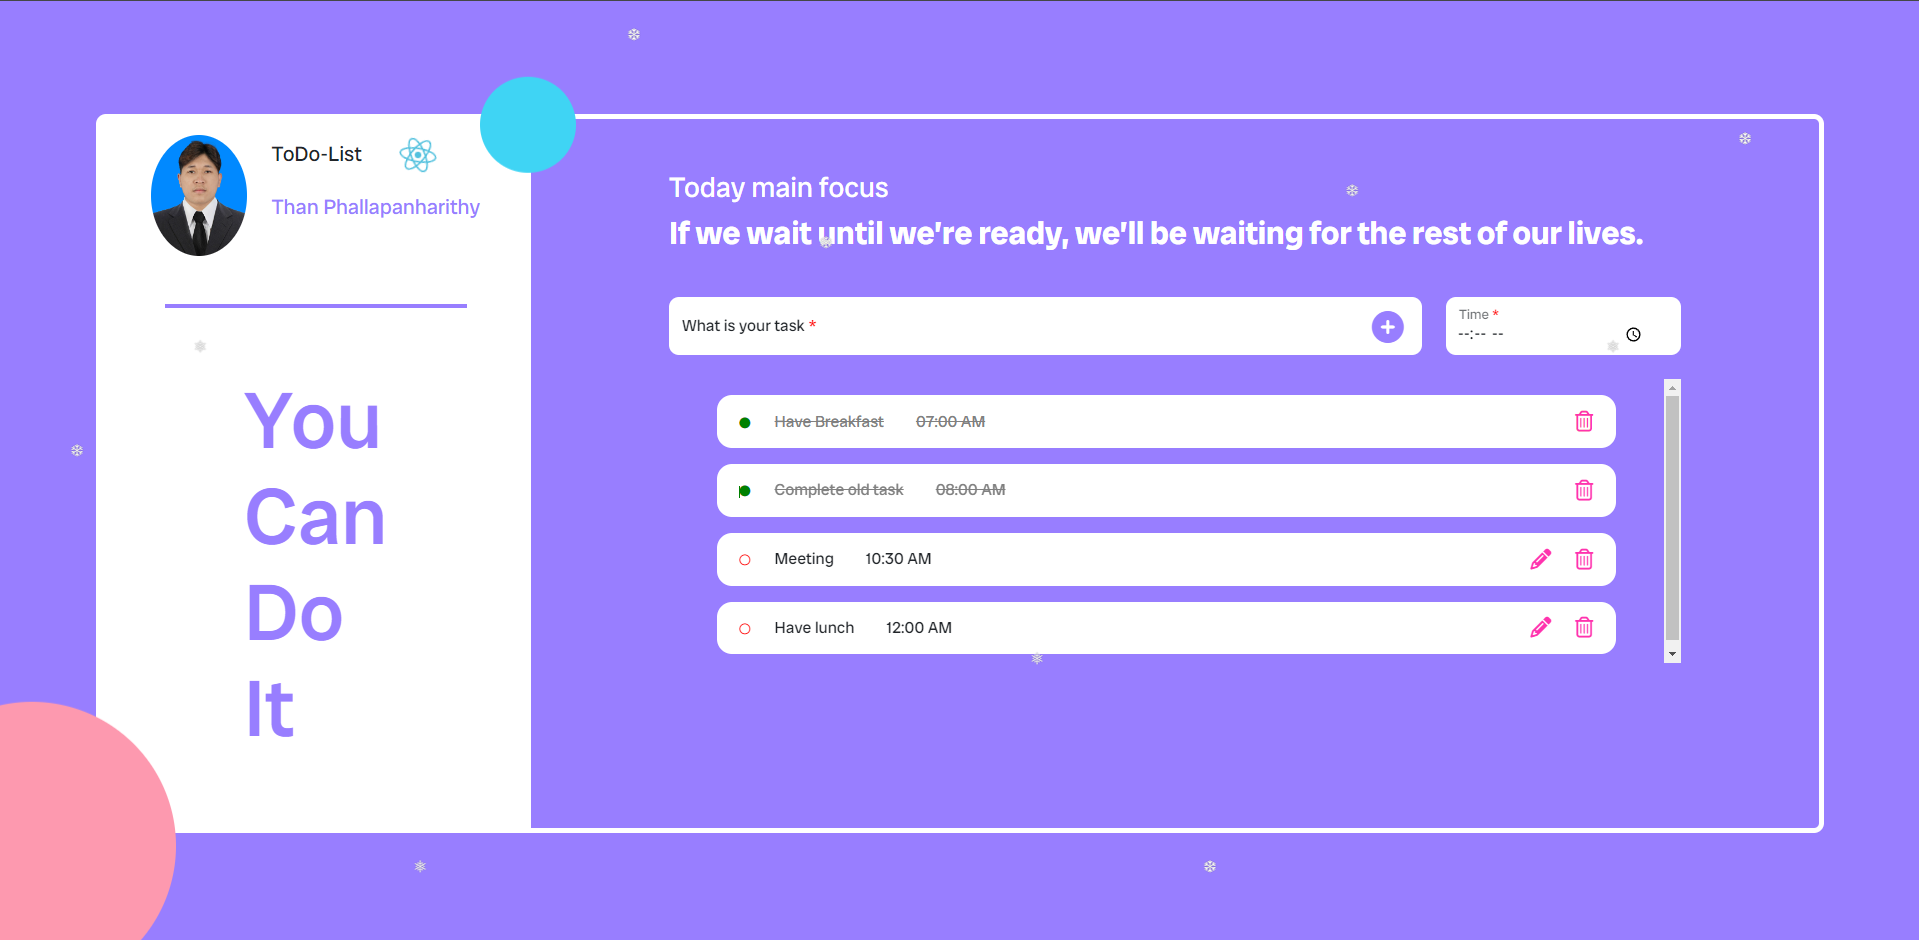 ToDo-List
Than Phallapanharithy
You
Can
Do
It
Today main focus
If we wait until we're ready, we'll be waiting for the rest of our lives.
What is your task *
Time *
--:-- --
Have Breakfast 07:00 AM
Complete old task 08:00 AM
Meeting 10:30 AM
Have lunch 12:00 AM